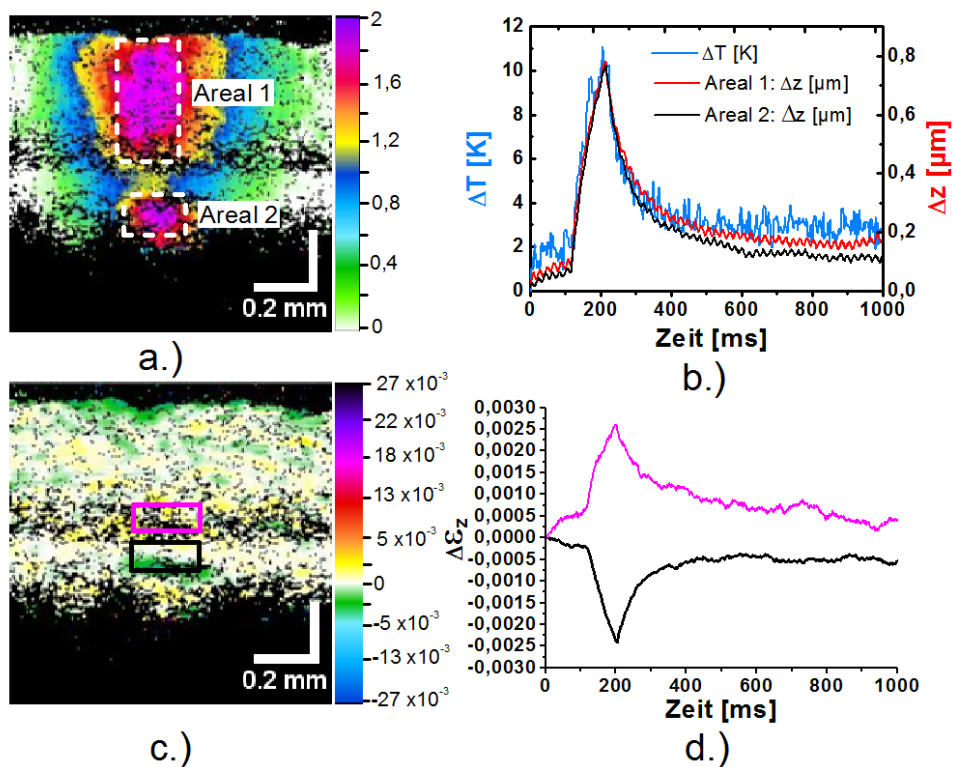 2
1,6
1,2
0,8
0,4
0
Areal 1
Areal 2
0.2 mm
a.)
12
10
8
6
4
2
0
ΔT [K]
ΔT [K]
Areal 1: Δz [µm]
Areal 2: Δz [µm]
0,8
0,6
0,4
0,2
0,0
Δz [µm]
0 200 400 600 800 1000
Zeit [ms]
b.)
27 x10⁻³
22 x10⁻³
18 x10⁻³
13 x10⁻³
5 x10⁻³
0
-5 x10⁻³
-13 x10⁻³
-27 x10⁻³
0.2 mm
c.)
0,0030
0,0025
0,0020
0,0015
0,0010
0,0005
0,0000
-0,0005
-0,0010
-0,0015
-0,0020
-0,0025
-0,0030
Δεz
0 200 400 600 800 1000
Zeit [ms]
d.)